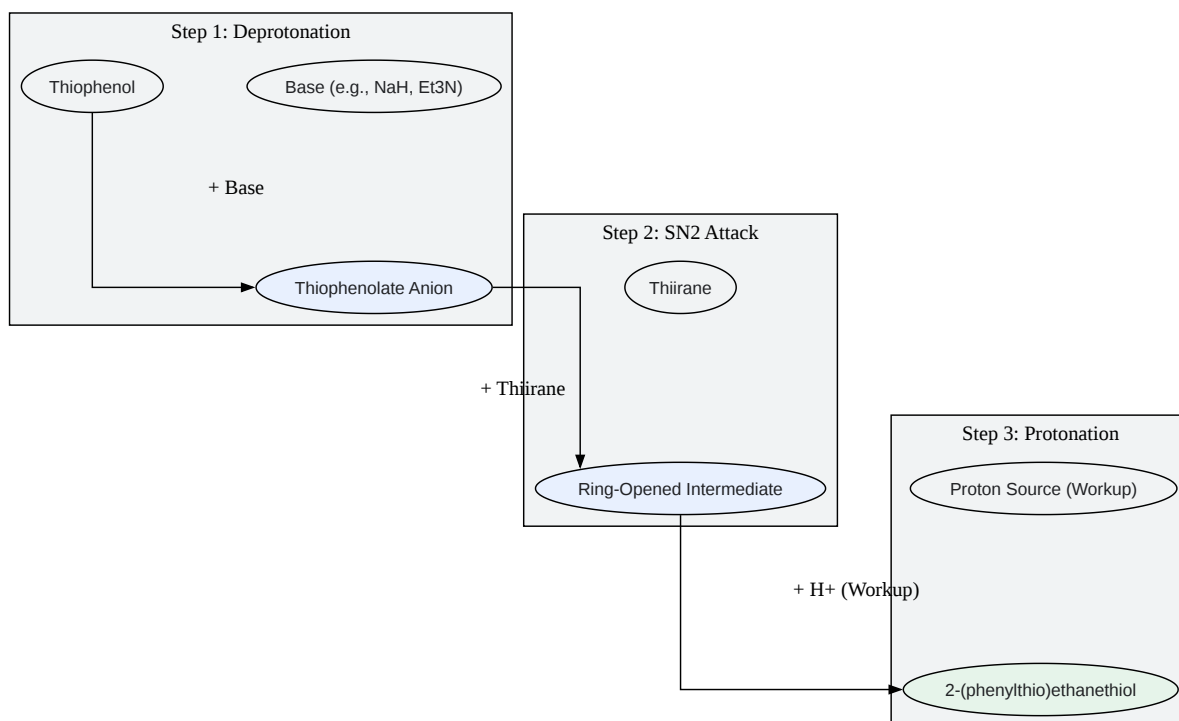 Step 1: Deprotonation
Thiophenol
Base (e.g., NaH, Et3N)
+ Base
Thiophenolate Anion
Step 2: SN2 Attack
Thiirane
+ Thiirane
Ring-Opened Intermediate
Step 3: Protonation
Proton Source (Workup)
+ H+ (Workup)
2-(phenylthio)ethanethiol